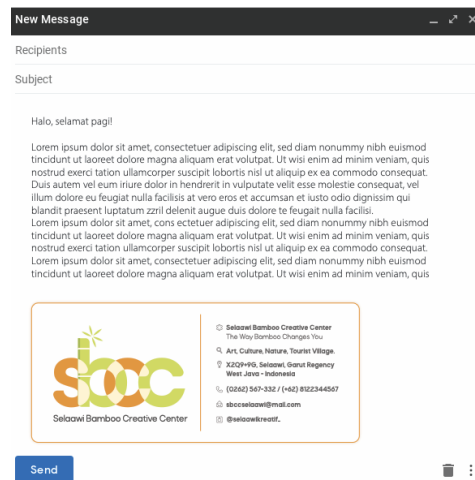 New Message
Recipients
Subject
Halo, selamat pagi!
Lorem ipsum dolor sit amet, consectetuer adipiscing elit, sed diam nonummy nibh euismod
tincidunt ut laoreet dolore magna aliquam erat volutpat. Ut wisi enim ad minim veniam, quis
nostrud exerci tation ullamcorper suscipit lobortis nisl ut aliquip ex ea commodo consequat.
Duis autem vel eum iriure dolor in hendrerit in vulputate velit esse molestie consequat, vel
illum dolore eu feugiat nulla facilisis at vero eros et accumsan et iusto odio dignissim qui
blandit praesent luptatum zzril delenit augue duis dolore te feugait nulla facilisi.
Lorem ipsum dolor sit amet, cons ectetuer adipiscing elit, sed diam nonummy nibh euismod
tincidunt ut laoreet dolore magna aliquam erat volutpat. Ut wisi enim ad minim veniam, quis
nostrud exerci tation ullamcorper suscipit lobortis nisl ut aliquip ex ea commodo consequat.
Lorem ipsum dolor sit amet, consectetuer adipiscing elit, sed diam nonummy nibh euismod
tincidunt ut laoreet dolore magna aliquam erat volutpat. Ut wisi enim ad minim veniam, quis
sbcc
Selaawi Bamboo Creative Center
Selaawi Bamboo Creative Center
The Way Bamboo Changes You
Art, Culture, Nature, Tourist Village.
XZQ9+9G, Selaawi, Garut Regency
West Java - Indonesia
(0262) 567-332 / (+62) 8122344567
sbccselaawi@mail.com
@selaawikreatif_
Send